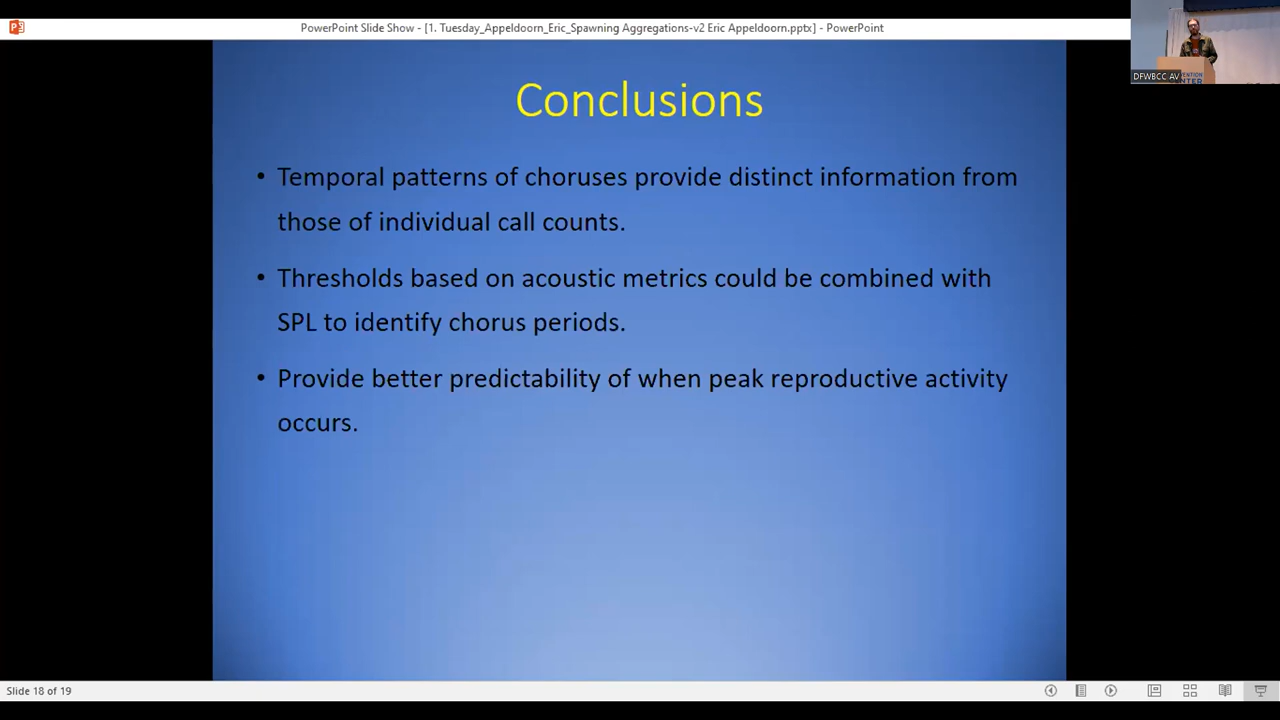 PowerPoint Slide Show - [1. Tuesday_Appeldoorn_Eric_Spawning Aggregations-v2 Eric Appeldoorn.pptx] - PowerPoint
DFWBCC AV
Conclusions
• Temporal patterns of choruses provide distinct information from
those of individual call counts.
• Thresholds based on acoustic metrics could be combined with
SPL to identify chorus periods.
• Provide better predictability of when peak reproductive activity
occurs.
Slide 18 of 19